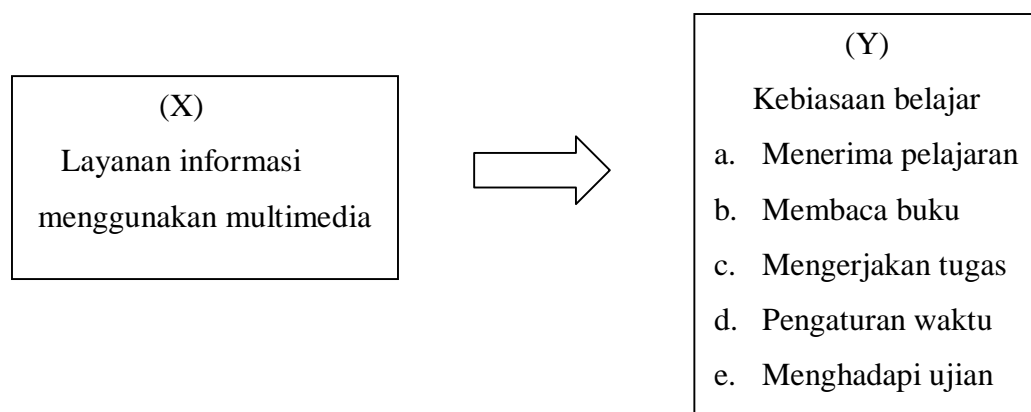 (X)
Layanan informasi
menggunakan multimedia
(Y)
Kebiasaan belajar
a. Menerima pelajaran
b. Membaca buku
c. Mengerjakan tugas
d. Pengaturan waktu
e. Menghadapi ujian